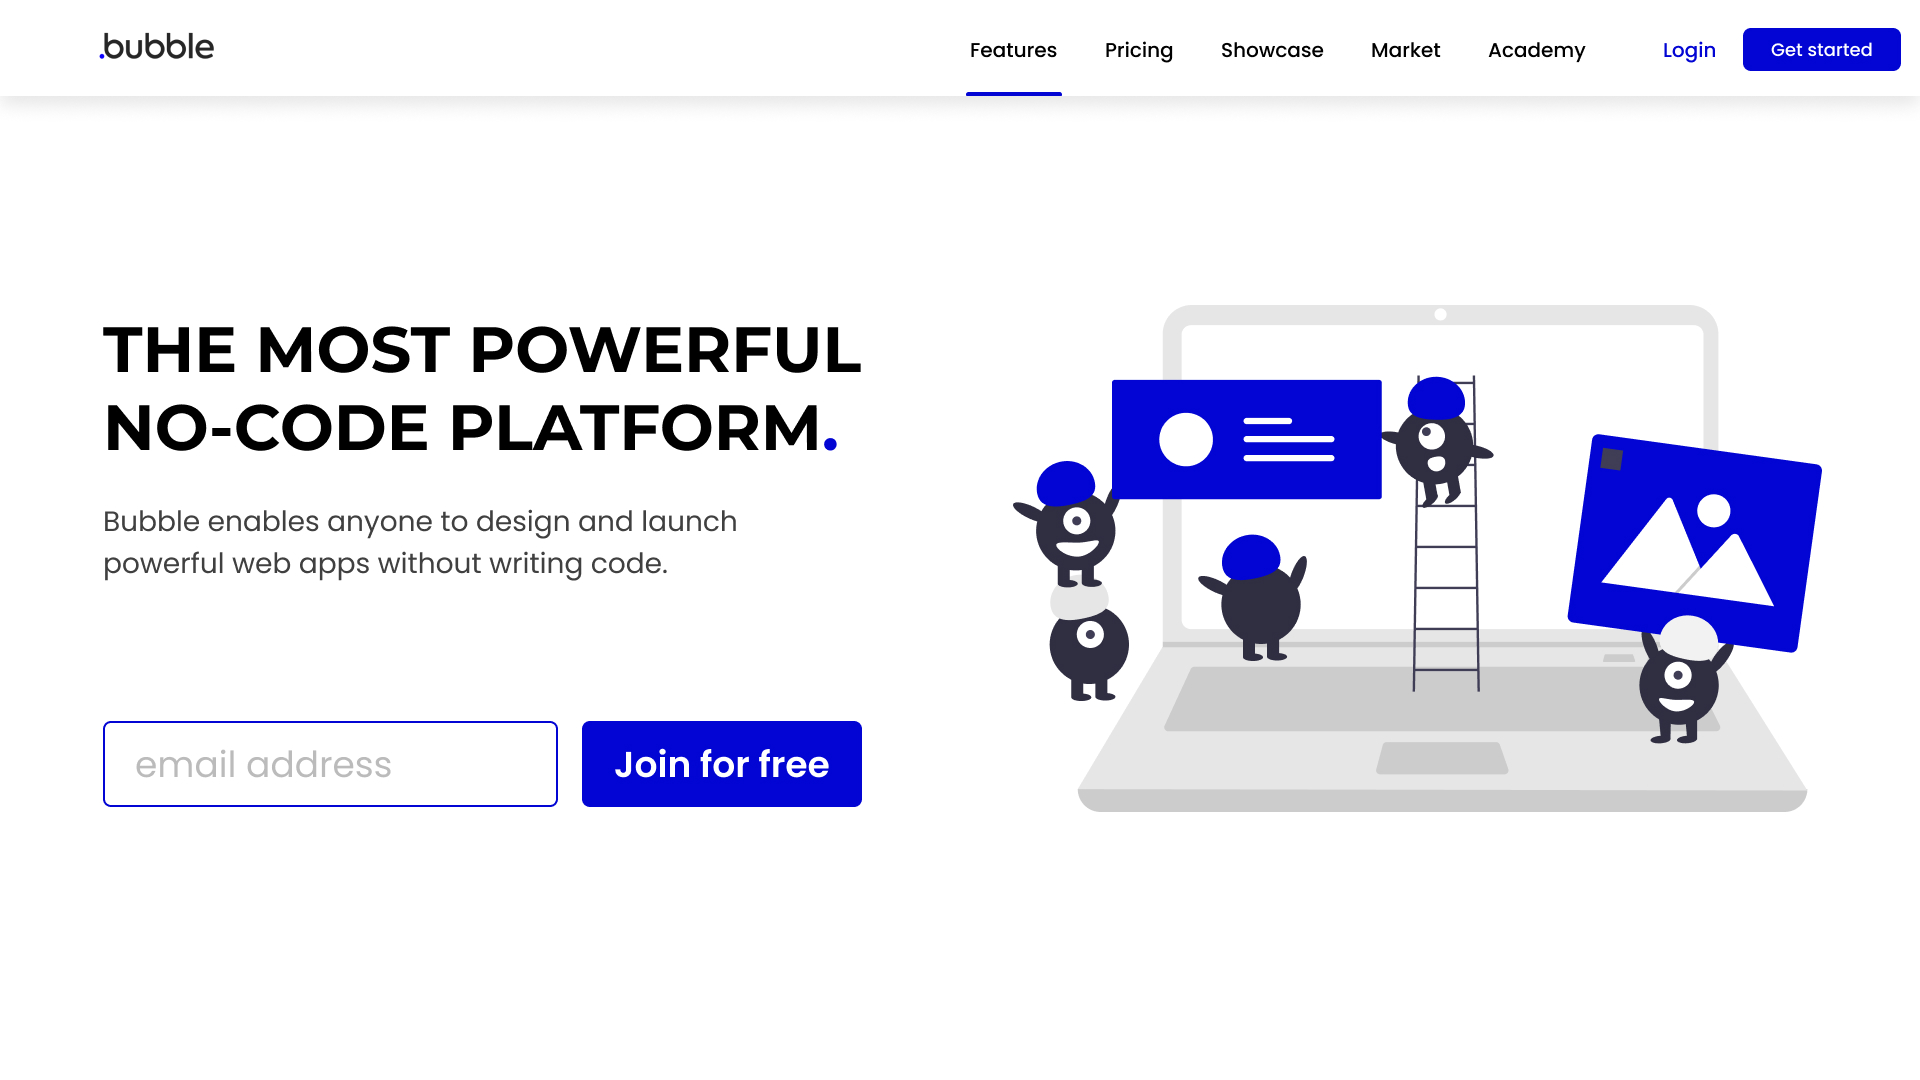 .bubble
Features
Pricing
Showcase
Market
Academy
Login
Get started
THE MOST POWERFUL
NO-CODE PLATFORM.
Bubble enables anyone to design and launch
powerful web apps without writing code.
email address
Join for free